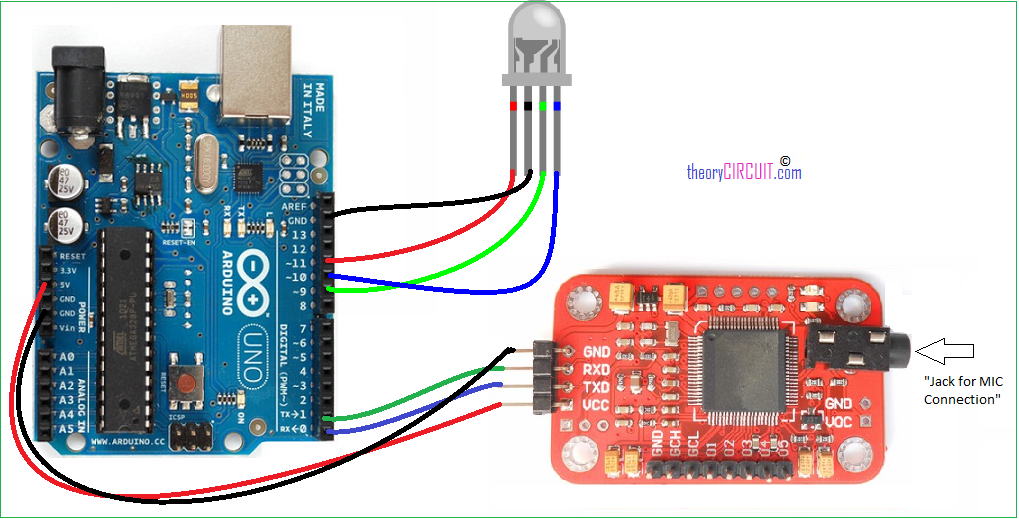 MADE
IN ITALY
theoryCIRCUIT.com
©
AREF
GND
13
12
~11
~10
~9
8
7
~6
~5
4
~3
2
TX→1
RX←0
DIGITAL (PWM~)
ARDUINO
UNO
RX
TX
L
ON
RESET-EN
RESET
3.3V
5V
GND
GND
Vin
POWER
A0
A1
A2
A3
A4
A5
ANALOG IN
RESET
ICSP
WWW.ARDUINO.CC
47
25V
47
25V
GND
RXD
TXD
VCC
GND
VOC
GND
GCH
GCL
O1
O2
O3
O4
O5
"Jack for MIC
Connection"